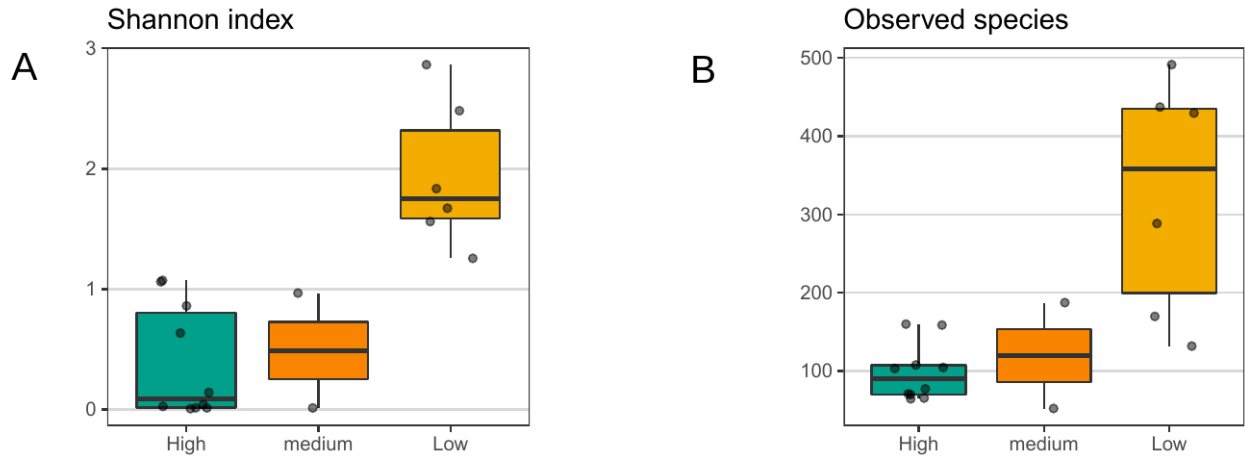 Shannon index
A
3
2
1
0
High medium Low
Observed species
B
500
400
300
200
100
High medium Low